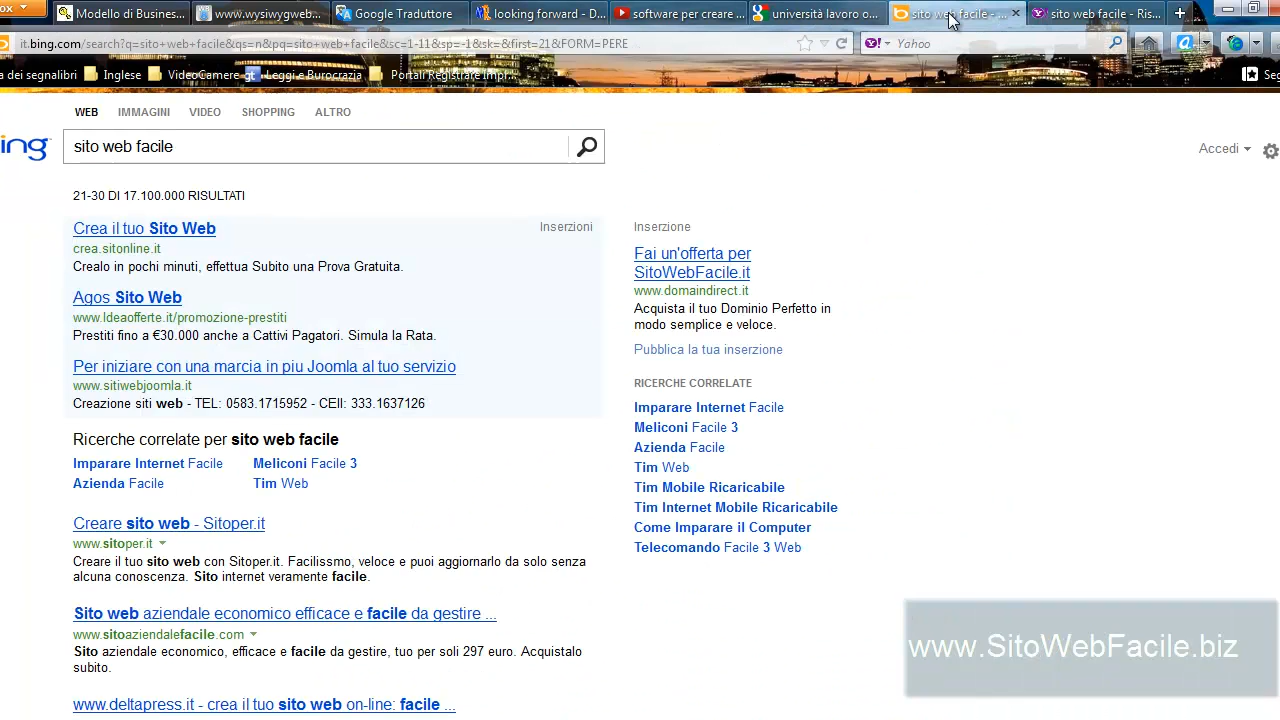 ox
Modello di Busines...
www.wysiwygweb...
Google Traduttore
looking forward - D...
software per creare ...
università lavoro o...
sito web facile - ...
sito web facile - Ris...
it.bing.com/search?q=sito+web+facile&qs=n&pq=sito+web+facile&sc=1-11&sp=-1&sk=&first=21&FORM=PERE
Yahoo
a dei segnalibri
Inglese
VideoCamere
Leggi e Burocrazia
Portali Registrare Impr...
Seg
WEB IMMAGINI VIDEO SHOPPING ALTRO
ing
sito web facile
Accedi
21-30 DI 17.100.000 RISULTATI
Crea il tuo Sito Web
Inserzioni
crea.sitonline.it
Crealo in pochi minuti, effettua Subito una Prova Gratuita.
Agos Sito Web
www.Ideaofferte.it/promozione-prestiti
Prestiti fino a €30.000 anche a Cattivi Pagatori. Simula la Rata.
Per iniziare con una marcia in piu Joomla al tuo servizio
www.sitiwebjoomla.it
Creazione siti web - TEL: 0583.1715952 - CEll: 333.1637126
Ricerche correlate per sito web facile
Imparare Internet Facile
Meliconi Facile 3
Azienda Facile
Tim Web
Creare sito web - Sitoper.it
www.sitoper.it
Creare il tuo sito web con Sitoper.it. Facilissmo, veloce e puoi aggiornarlo da solo senza
alcuna conoscenza. Sito internet veramente facile.
Sito web aziendale economico efficace e facile da gestire ...
www.sitoaziendalefacile.com
Sito aziendale economico, efficace e facile da gestire, tuo per soli 297 euro. Acquistalo
subito.
www.deltapress.it - crea il tuo sito web on-line: facile ...
Inserzione
Fai un'offerta per
SitoWebFacile.it
www.domaindirect.it
Acquista il tuo Dominio Perfetto in
modo semplice e veloce.
Pubblica la tua inserzione
RICERCHE CORRELATE
Imparare Internet Facile
Meliconi Facile 3
Azienda Facile
Tim Web
Tim Mobile Ricaricabile
Tim Internet Mobile Ricaricabile
Come Imparare il Computer
Telecomando Facile 3 Web
www.SitoWebFacile.biz